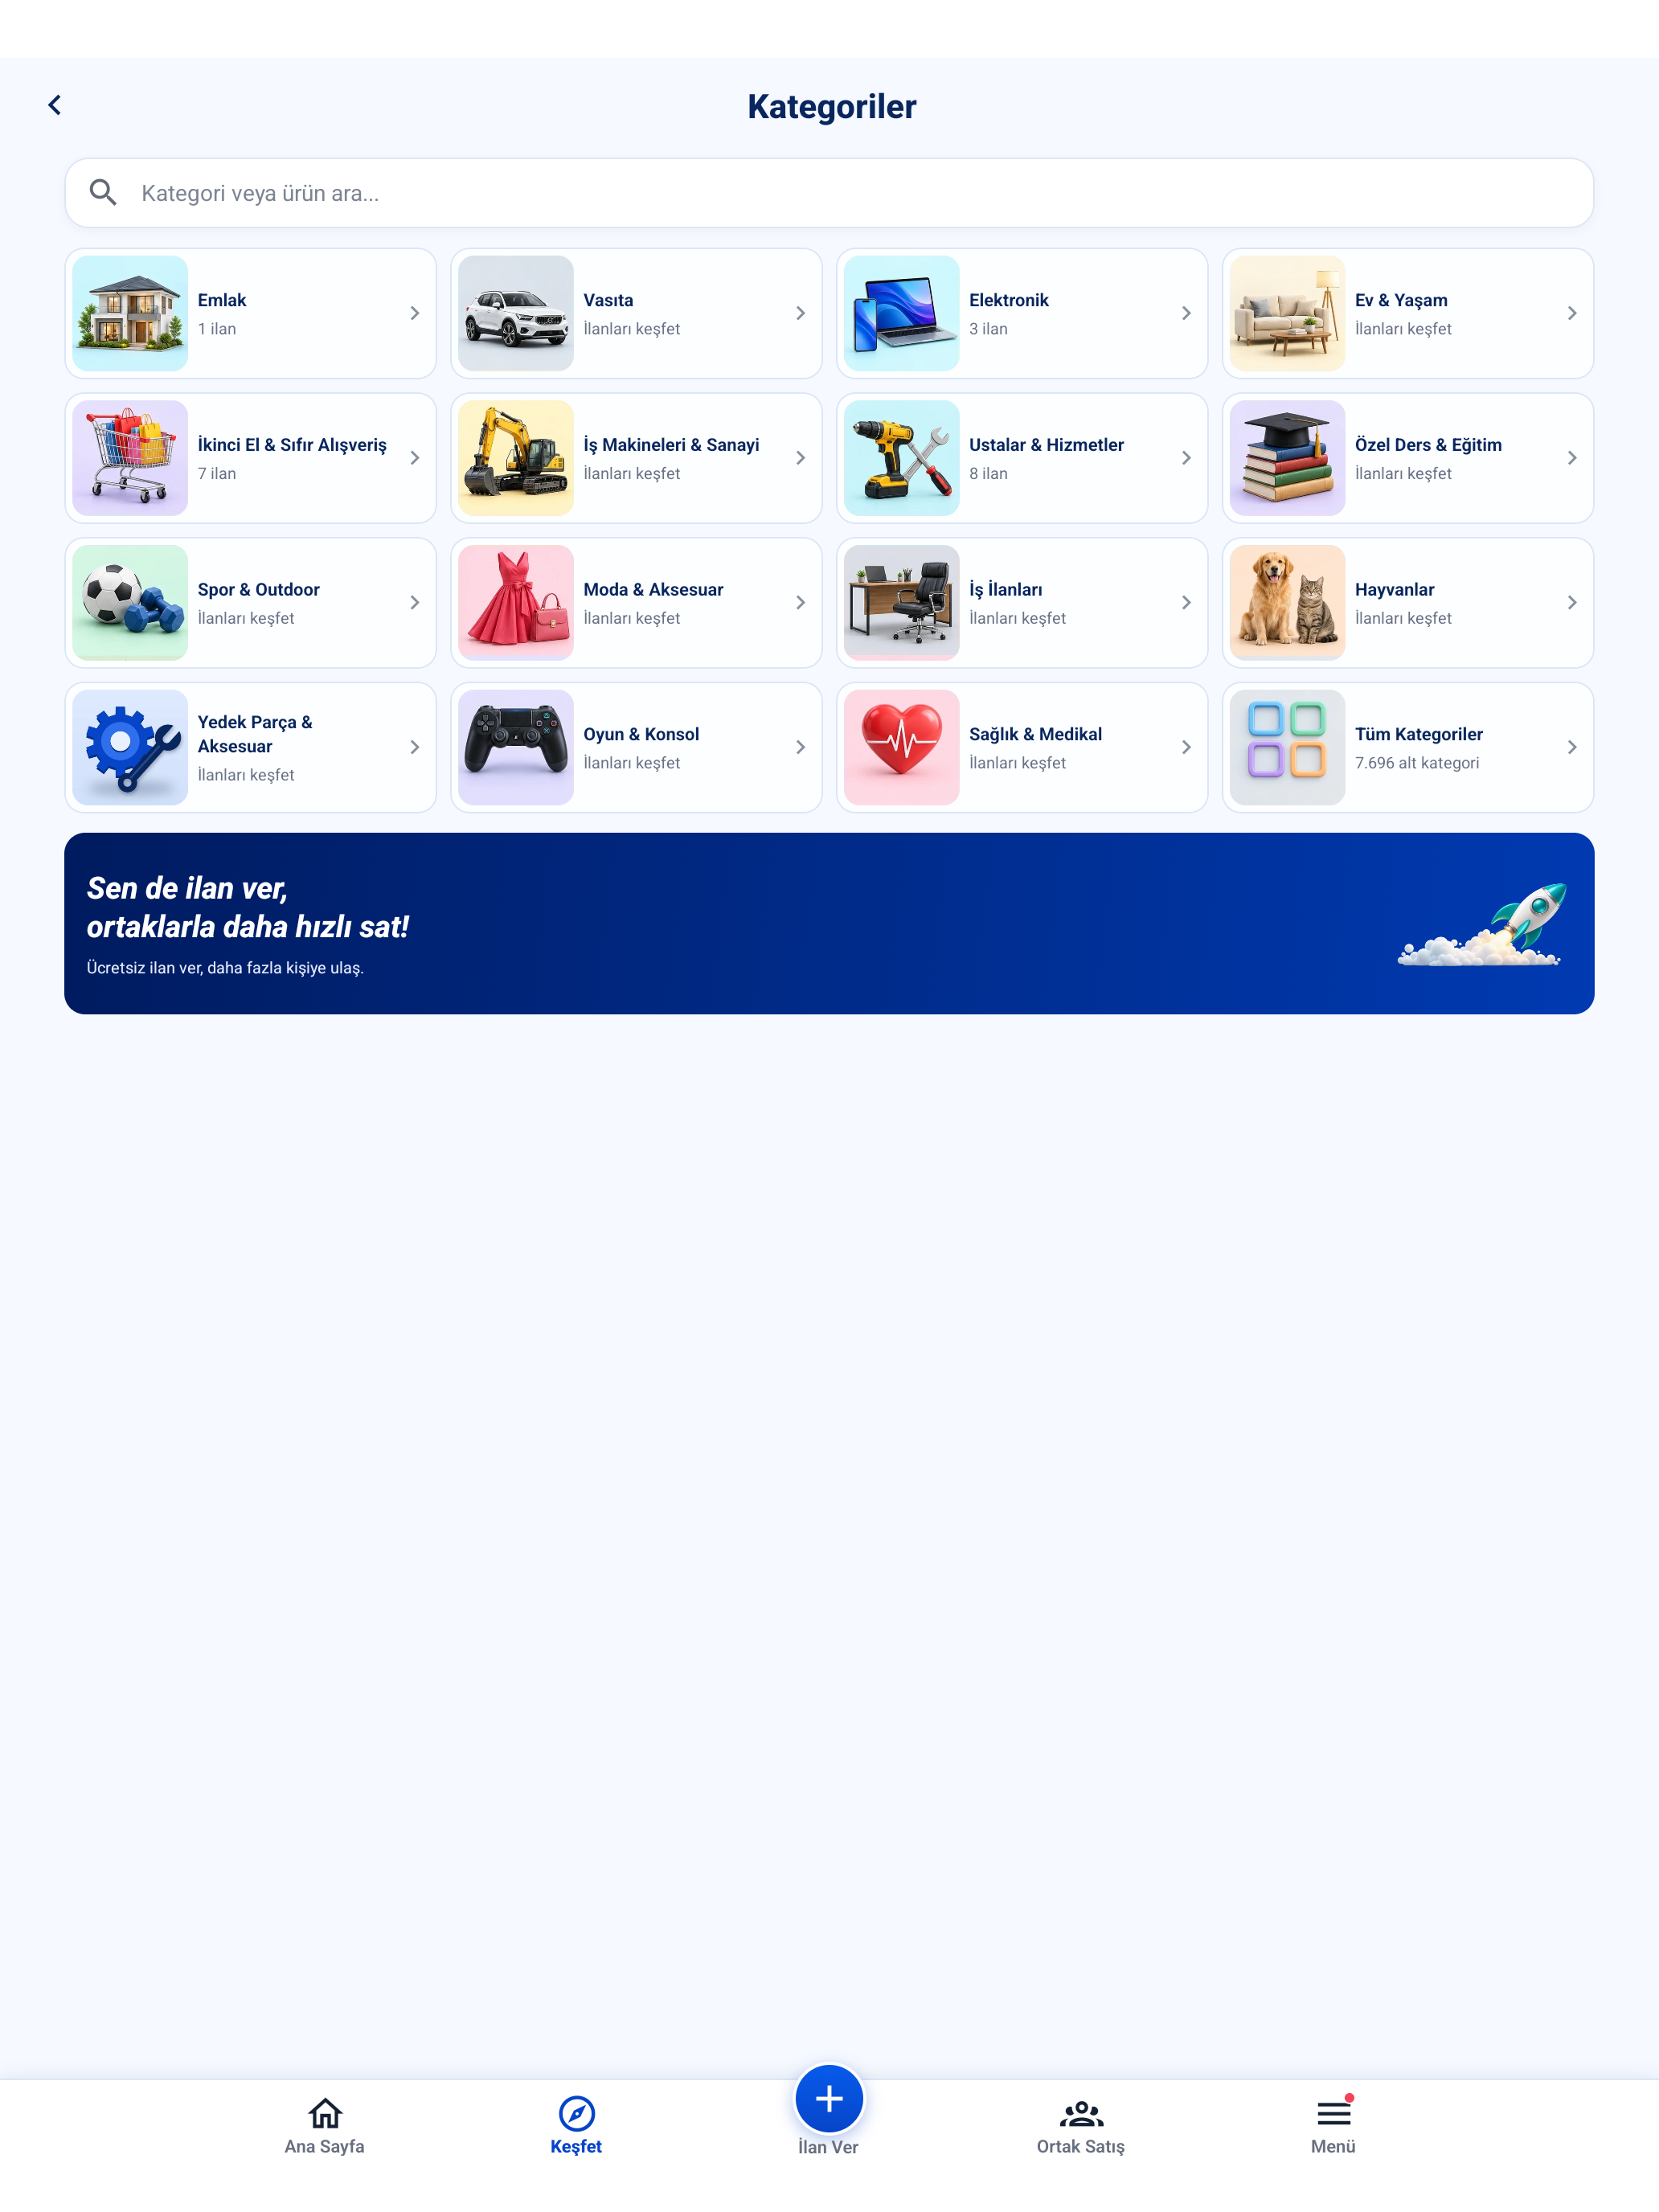 Kategoriler
Kategori veya ürün ara...
Emlak
1 ilan
Vasıta
İlanları keşfet
Elektronik
3 ilan
Ev & Yaşam
İlanları keşfet
İkinci El & Sıfır Alışveriş
7 ilan
İş Makineleri & Sanayi
İlanları keşfet
Ustalar & Hizmetler
8 ilan
Özel Ders & Eğitim
İlanları keşfet
Spor & Outdoor
İlanları keşfet
Moda & Aksesuar
İlanları keşfet
İş İlanları
İlanları keşfet
Hayvanlar
İlanları keşfet
Yedek Parça &
Aksesuar
İlanları keşfet
Oyun & Konsol
İlanları keşfet
Sağlık & Medikal
İlanları keşfet
Tüm Kategoriler
7.696 alt kategori
Sen de ilan ver,
ortaklarla daha hızlı sat!
Ücretsiz ilan ver, daha fazla kişiye ulaş.
Ana Sayfa
Keşfet
İlan Ver
Ortak Satış
Menü